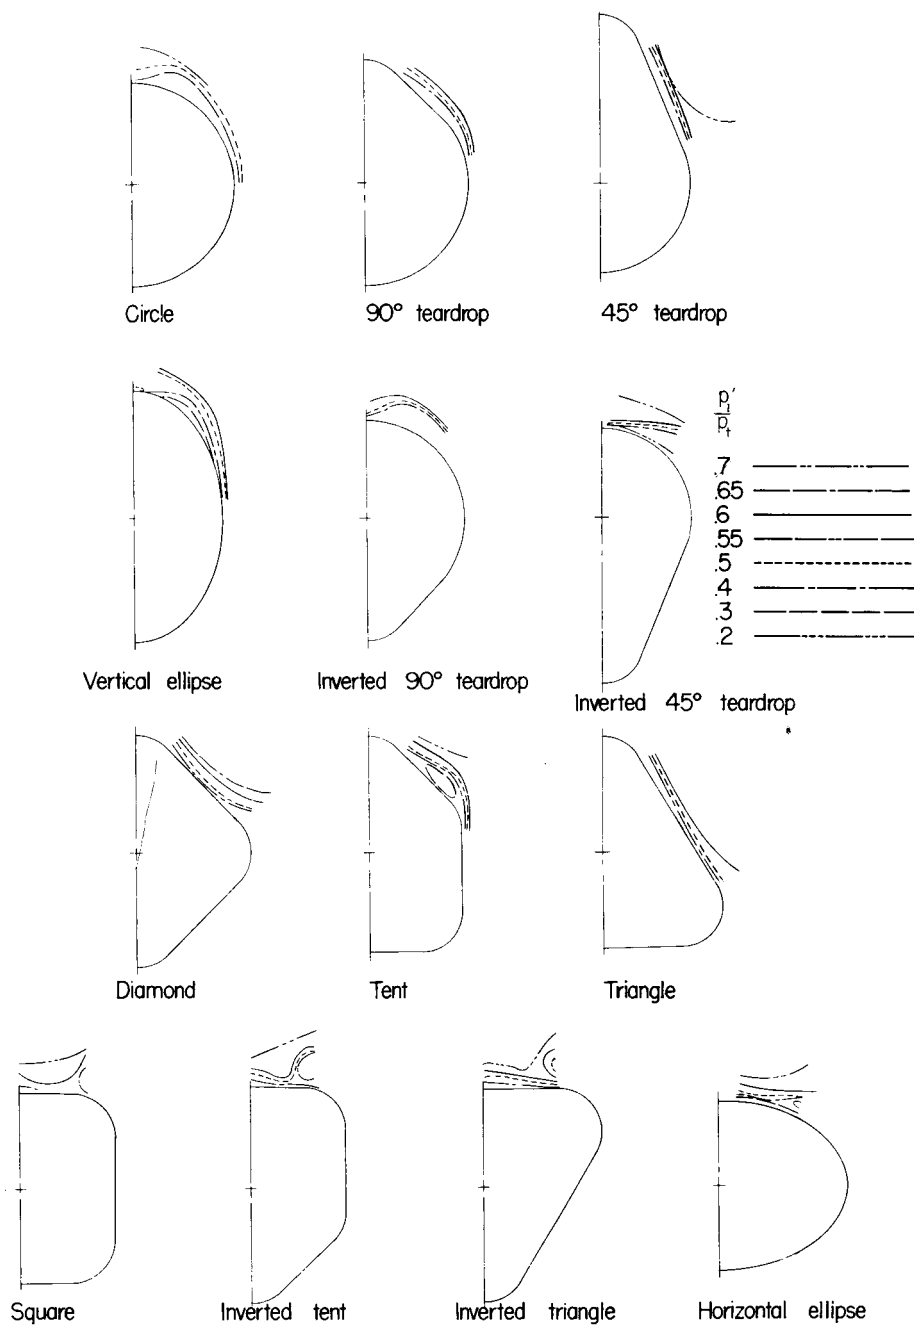 Circle
90° teardrop
45° teardrop
p₁'
pₜ
.7
.65
.6
.55
.5
.4
.3
.2
Vertical ellipse
Inverted 90° teardrop
Inverted 45° teardrop
Diamond
Tent
Triangle
Square
Inverted tent
Inverted triangle
Horizontal ellipse